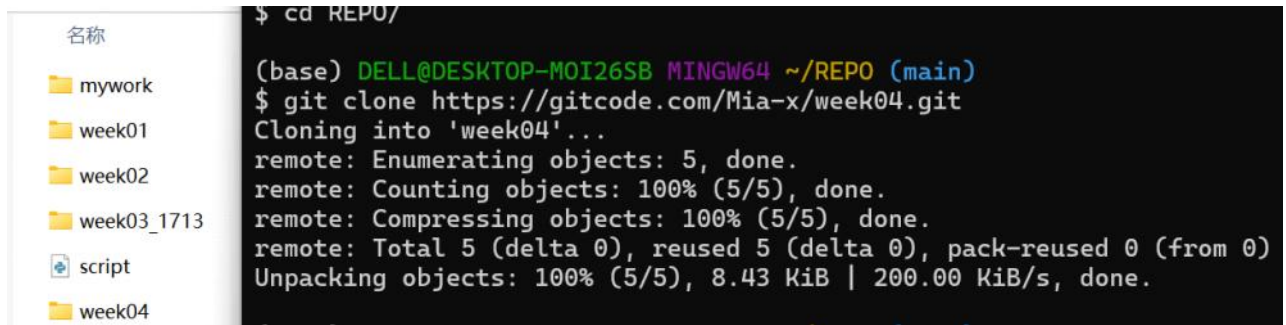 名称
mywork
week01
week02
week03_1713
script
week04
$ cd REPO/
(base) DELL@DESKTOP-MOI26SB MINGW64 ~/REPO (main)
$ git clone https://gitcode.com/Mia-x/week04.git
Cloning into 'week04'...
remote: Enumerating objects: 5, done.
remote: Counting objects: 100% (5/5), done.
remote: Compressing objects: 100% (5/5), done.
remote: Total 5 (delta 0), reused 5 (delta 0), pack-reused 0 (from 0)
Unpacking objects: 100% (5/5), 8.43 KiB | 200.00 KiB/s, done.